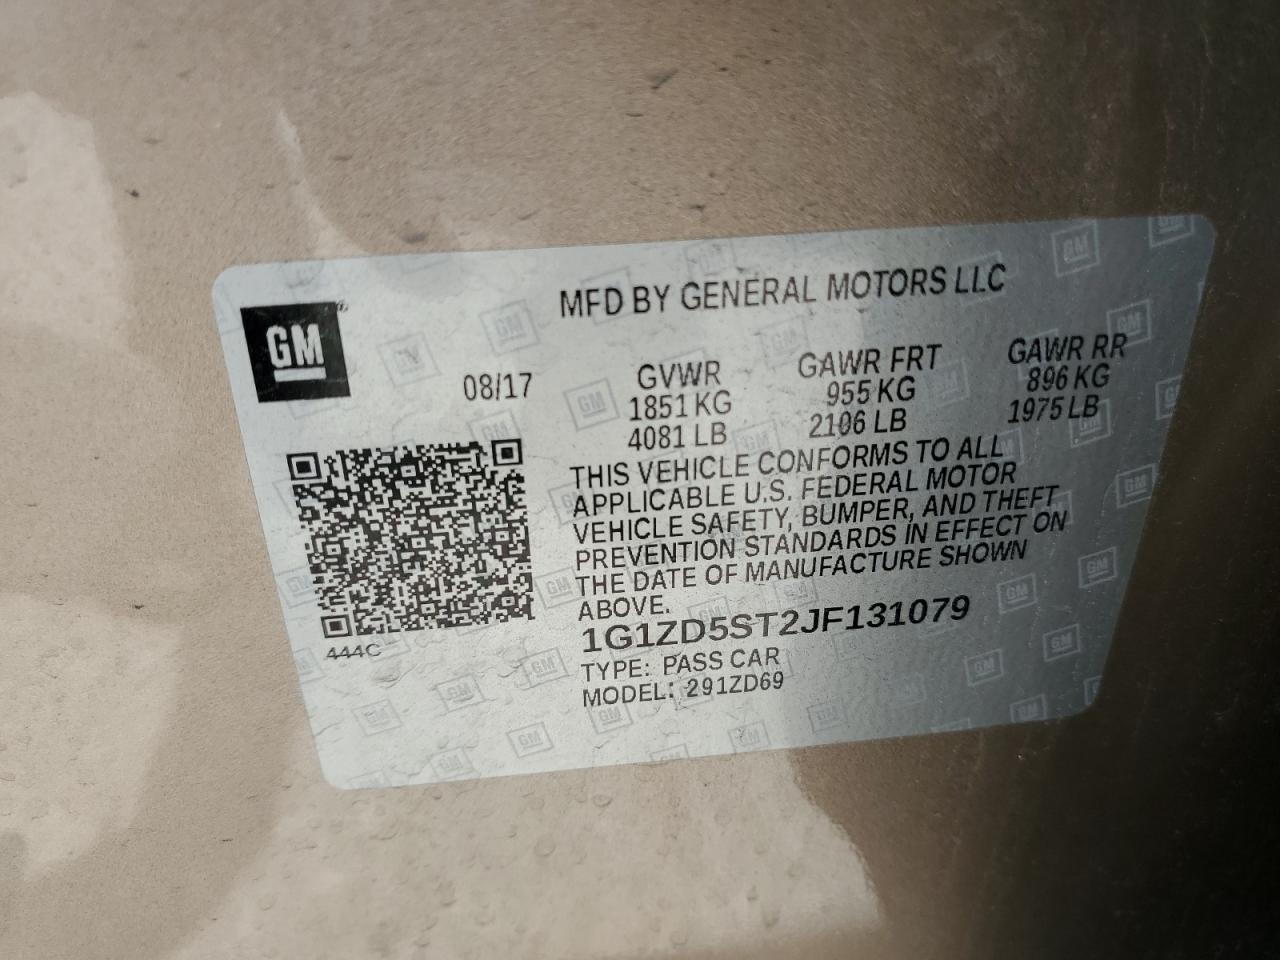 MFD BY GENERAL MOTORS LLC
GM®
08/17
GVWR GAWR FRT GAWR RR
1851 KG 955 KG 896 KG
4081 LB 2106 LB 1975 LB
THIS VEHICLE CONFORMS TO ALL
APPLICABLE U.S. FEDERAL MOTOR
VEHICLE SAFETY, BUMPER, AND THEFT
PREVENTION STANDARDS IN EFFECT ON
THE DATE OF MANUFACTURE SHOWN
ABOVE.
1G1ZD5ST2JF131079
444C
TYPE: PASS CAR
MODEL: 291ZD69